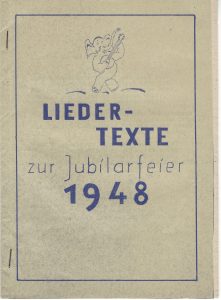 LIEDER-
TEXTE
zur Jubilarfeier
1948